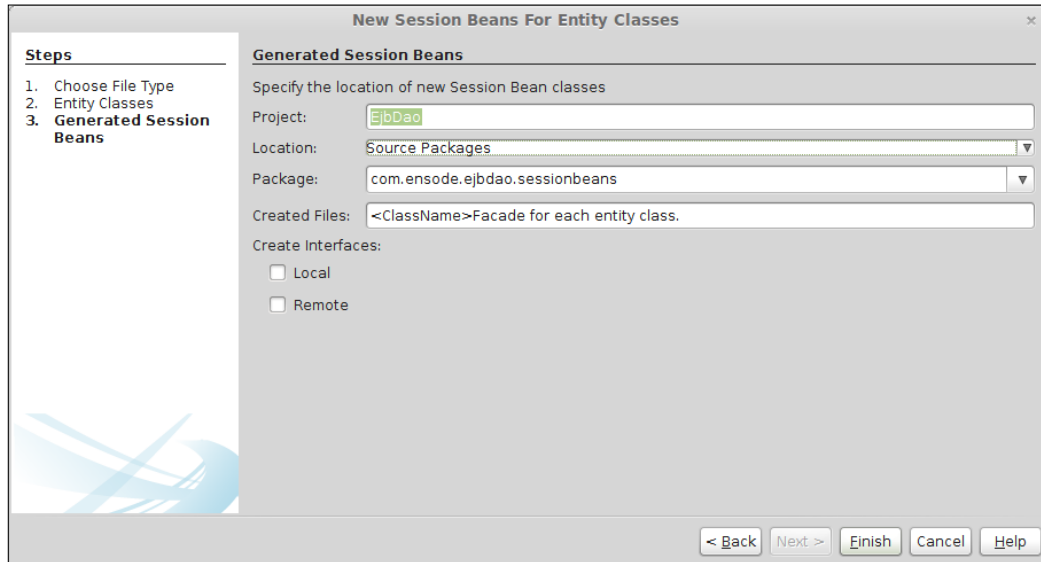 New Session Beans For Entity Classes
Steps
1. Choose File Type
2. Entity Classes
3. Generated Session
Beans
Generated Session Beans
Specify the location of new Session Bean classes
Project: EjbDao
Location: Source Packages
Package: com.ensode.ejbdao.sessionbeans
Created Files: <ClassName>Facade for each entity class.
Create Interfaces:
Local
Remote
< Back Next > Finish Cancel Help